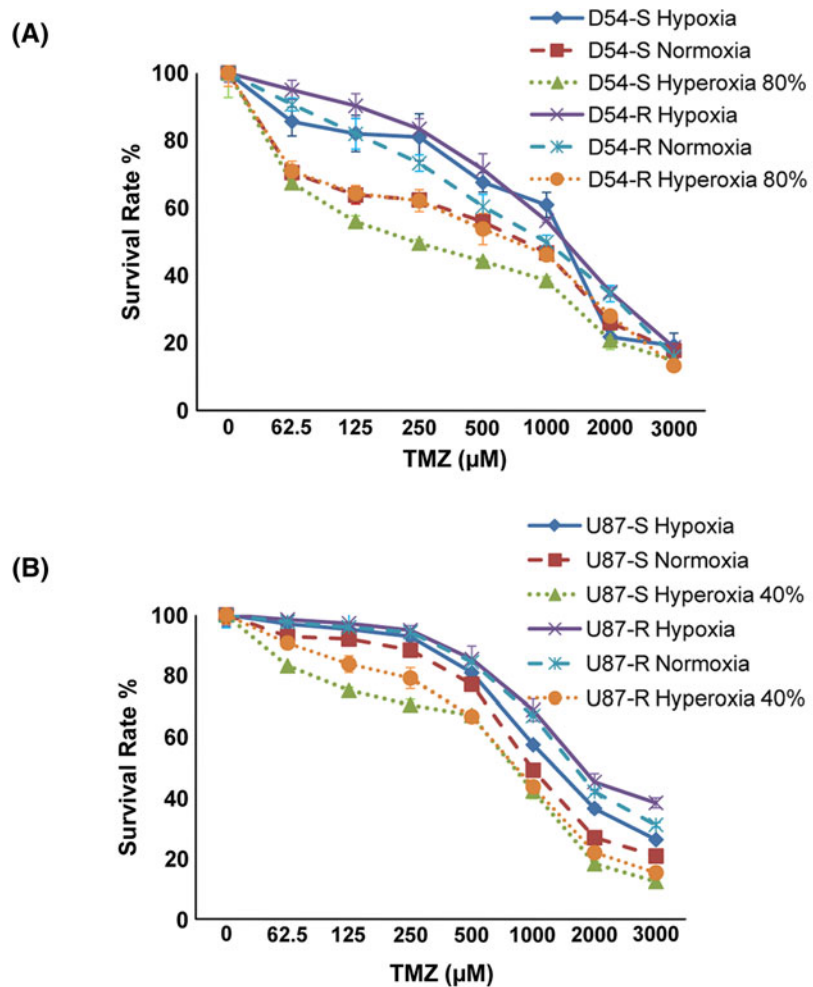 (A)
D54-S Hypoxia
D54-S Normoxia
D54-S Hyperoxia 80%
D54-R Hypoxia
D54-R Normoxia
D54-R Hyperoxia 80%
Survival Rate %
100
80
60
40
20
0
0 62.5 125 250 500 1000 2000 3000
TMZ (µM)
(B)
U87-S Hypoxia
U87-S Normoxia
U87-S Hyperoxia 40%
U87-R Hypoxia
U87-R Normoxia
U87-R Hyperoxia 40%
Survival Rate %
100
80
60
40
20
0
0 62.5 125 250 500 1000 2000 3000
TMZ (µM)